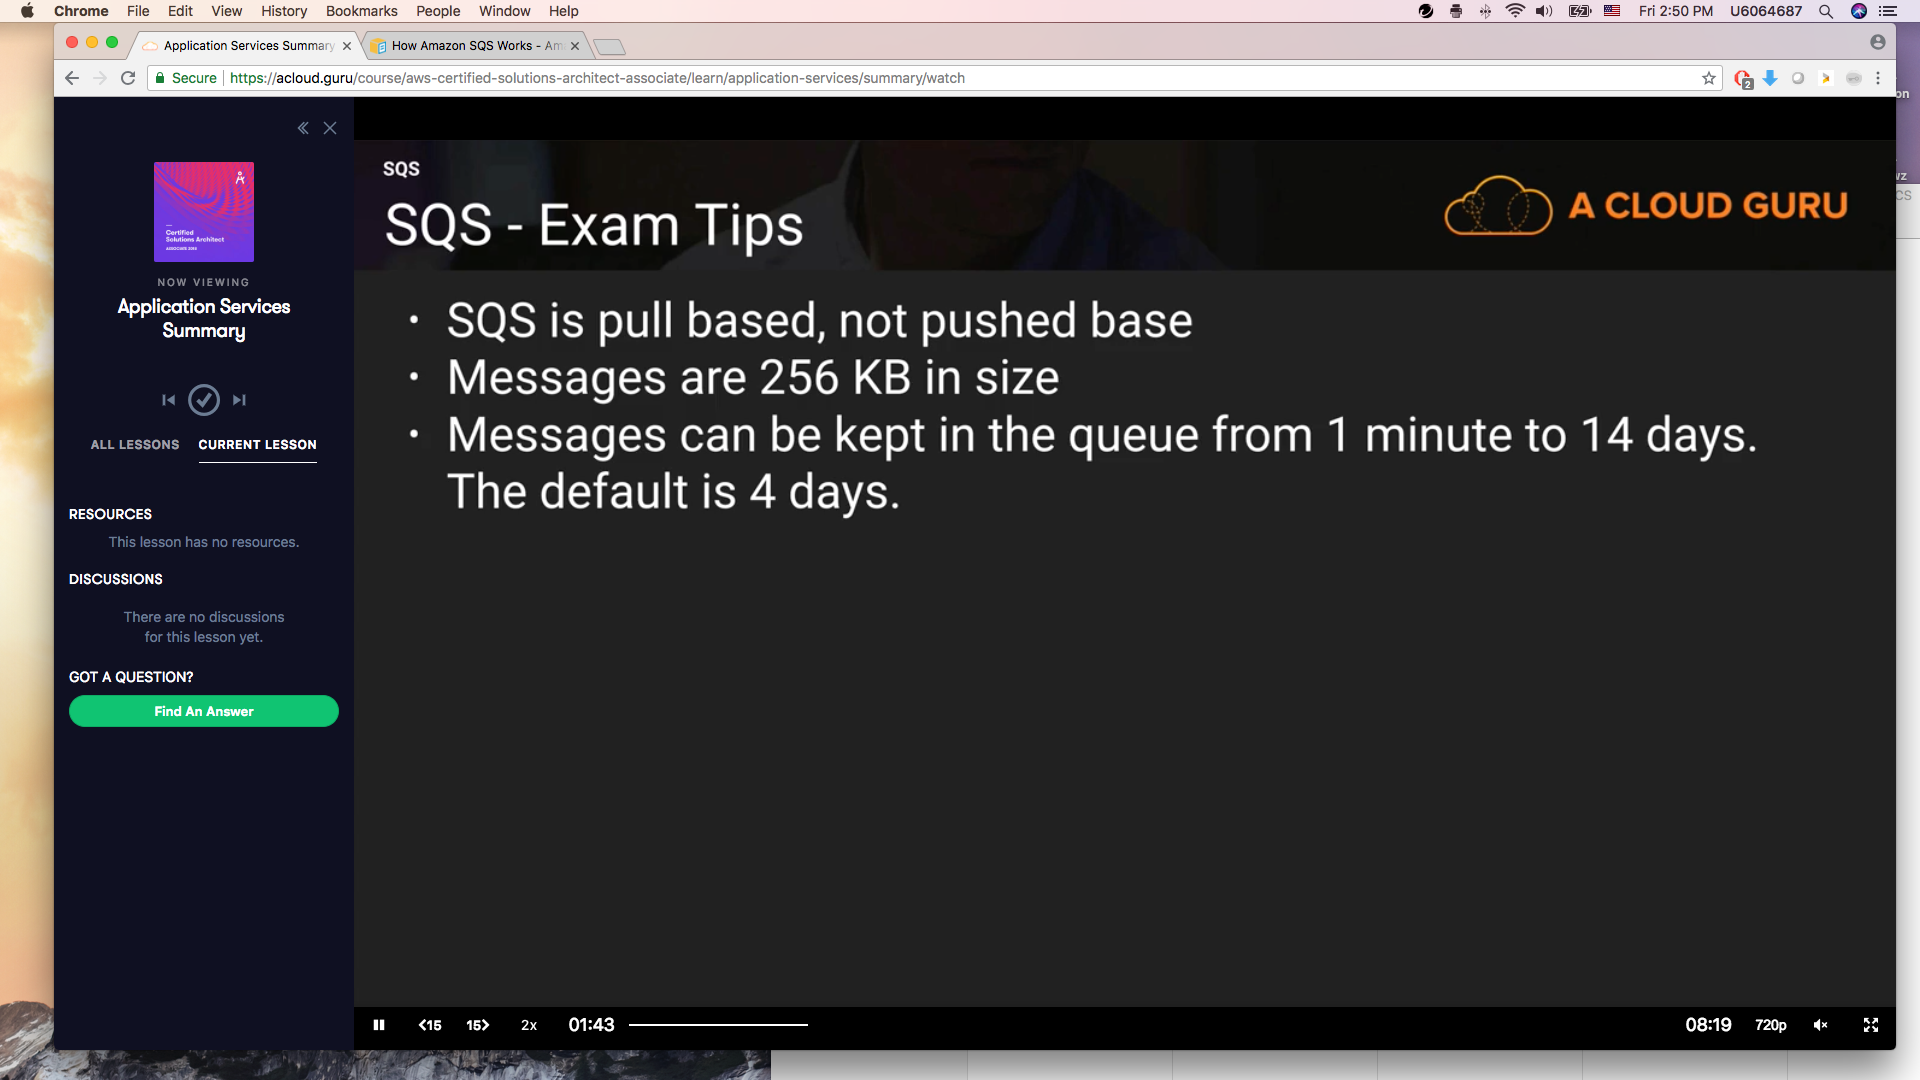 Chrome File Edit View History Bookmarks People Window Help
Fri 2:50 PM U6064687
Application Services Summary
How Amazon SQS Works - Am
Secure https://acloud.guru/course/aws-certified-solutions-architect-associate/learn/application-services/summary/watch
2
on
wz
CS
Certified
Solutions Architect
ASSOCIATE 2018
NOW VIEWING
Application Services
Summary
ALL LESSONS CURRENT LESSON
RESOURCES
This lesson has no resources.
DISCUSSIONS
There are no discussions
for this lesson yet.
GOT A QUESTION?
Find An Answer
SQS
SQS - Exam Tips
A CLOUD GURU
· SQS is pull based, not pushed base
· Messages are 256 KB in size
· Messages can be kept in the queue from 1 minute to 14 days.
The default is 4 days.
<15 15> 2x 01:43 08:19 720p